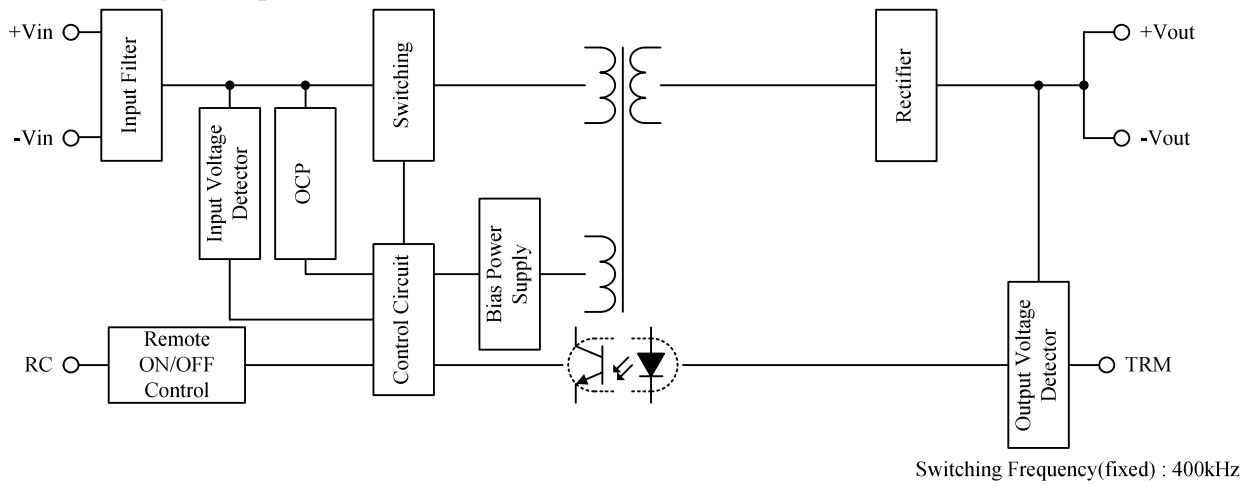 +Vin
-Vin
Input Filter
Input Voltage
Detector
OCP
Switching
Control Circuit
Bias Power
Supply
Rectifier
+Vout
-Vout
RC
Remote
ON/OFF
Control
Output Voltage
Detector
TRM
Switching Frequency(fixed) : 400kHz